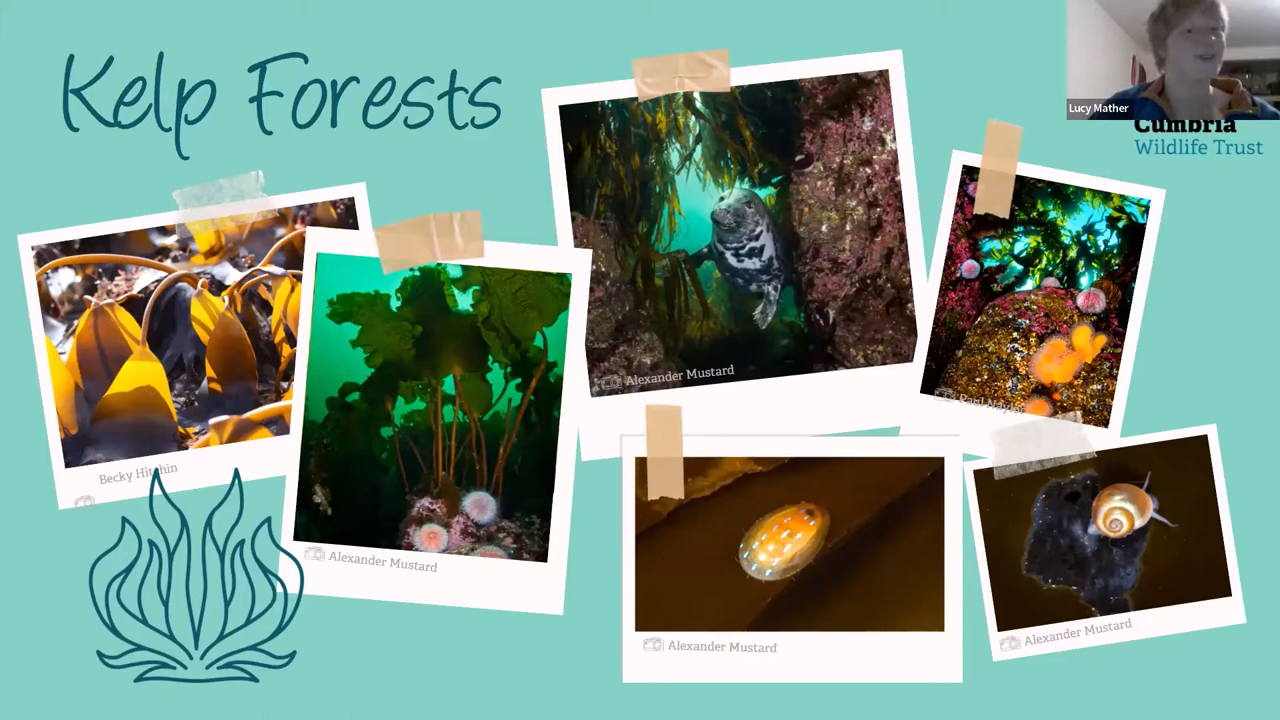 Kelp Forests
Lucy Mather
Cumbria
Wildlife Trust
Alexander Mustard
Becky Hitchin
Alexander Mustard
Alexander Mustard
Alexander Mustard